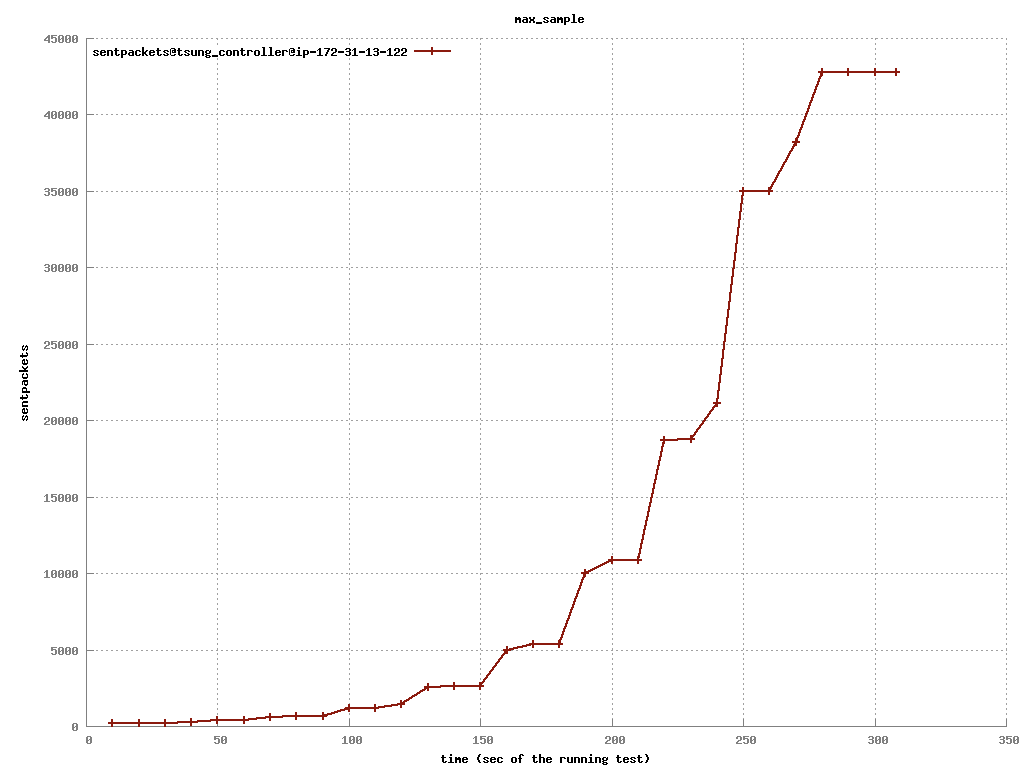 max_sample
sentpackets@tsung_controller@ip-172-31-13-122
45000
40000
35000
30000
25000
20000
15000
10000
5000
0
sentpackets
0 50 100 150 200 250 300 350
time (sec of the running test)